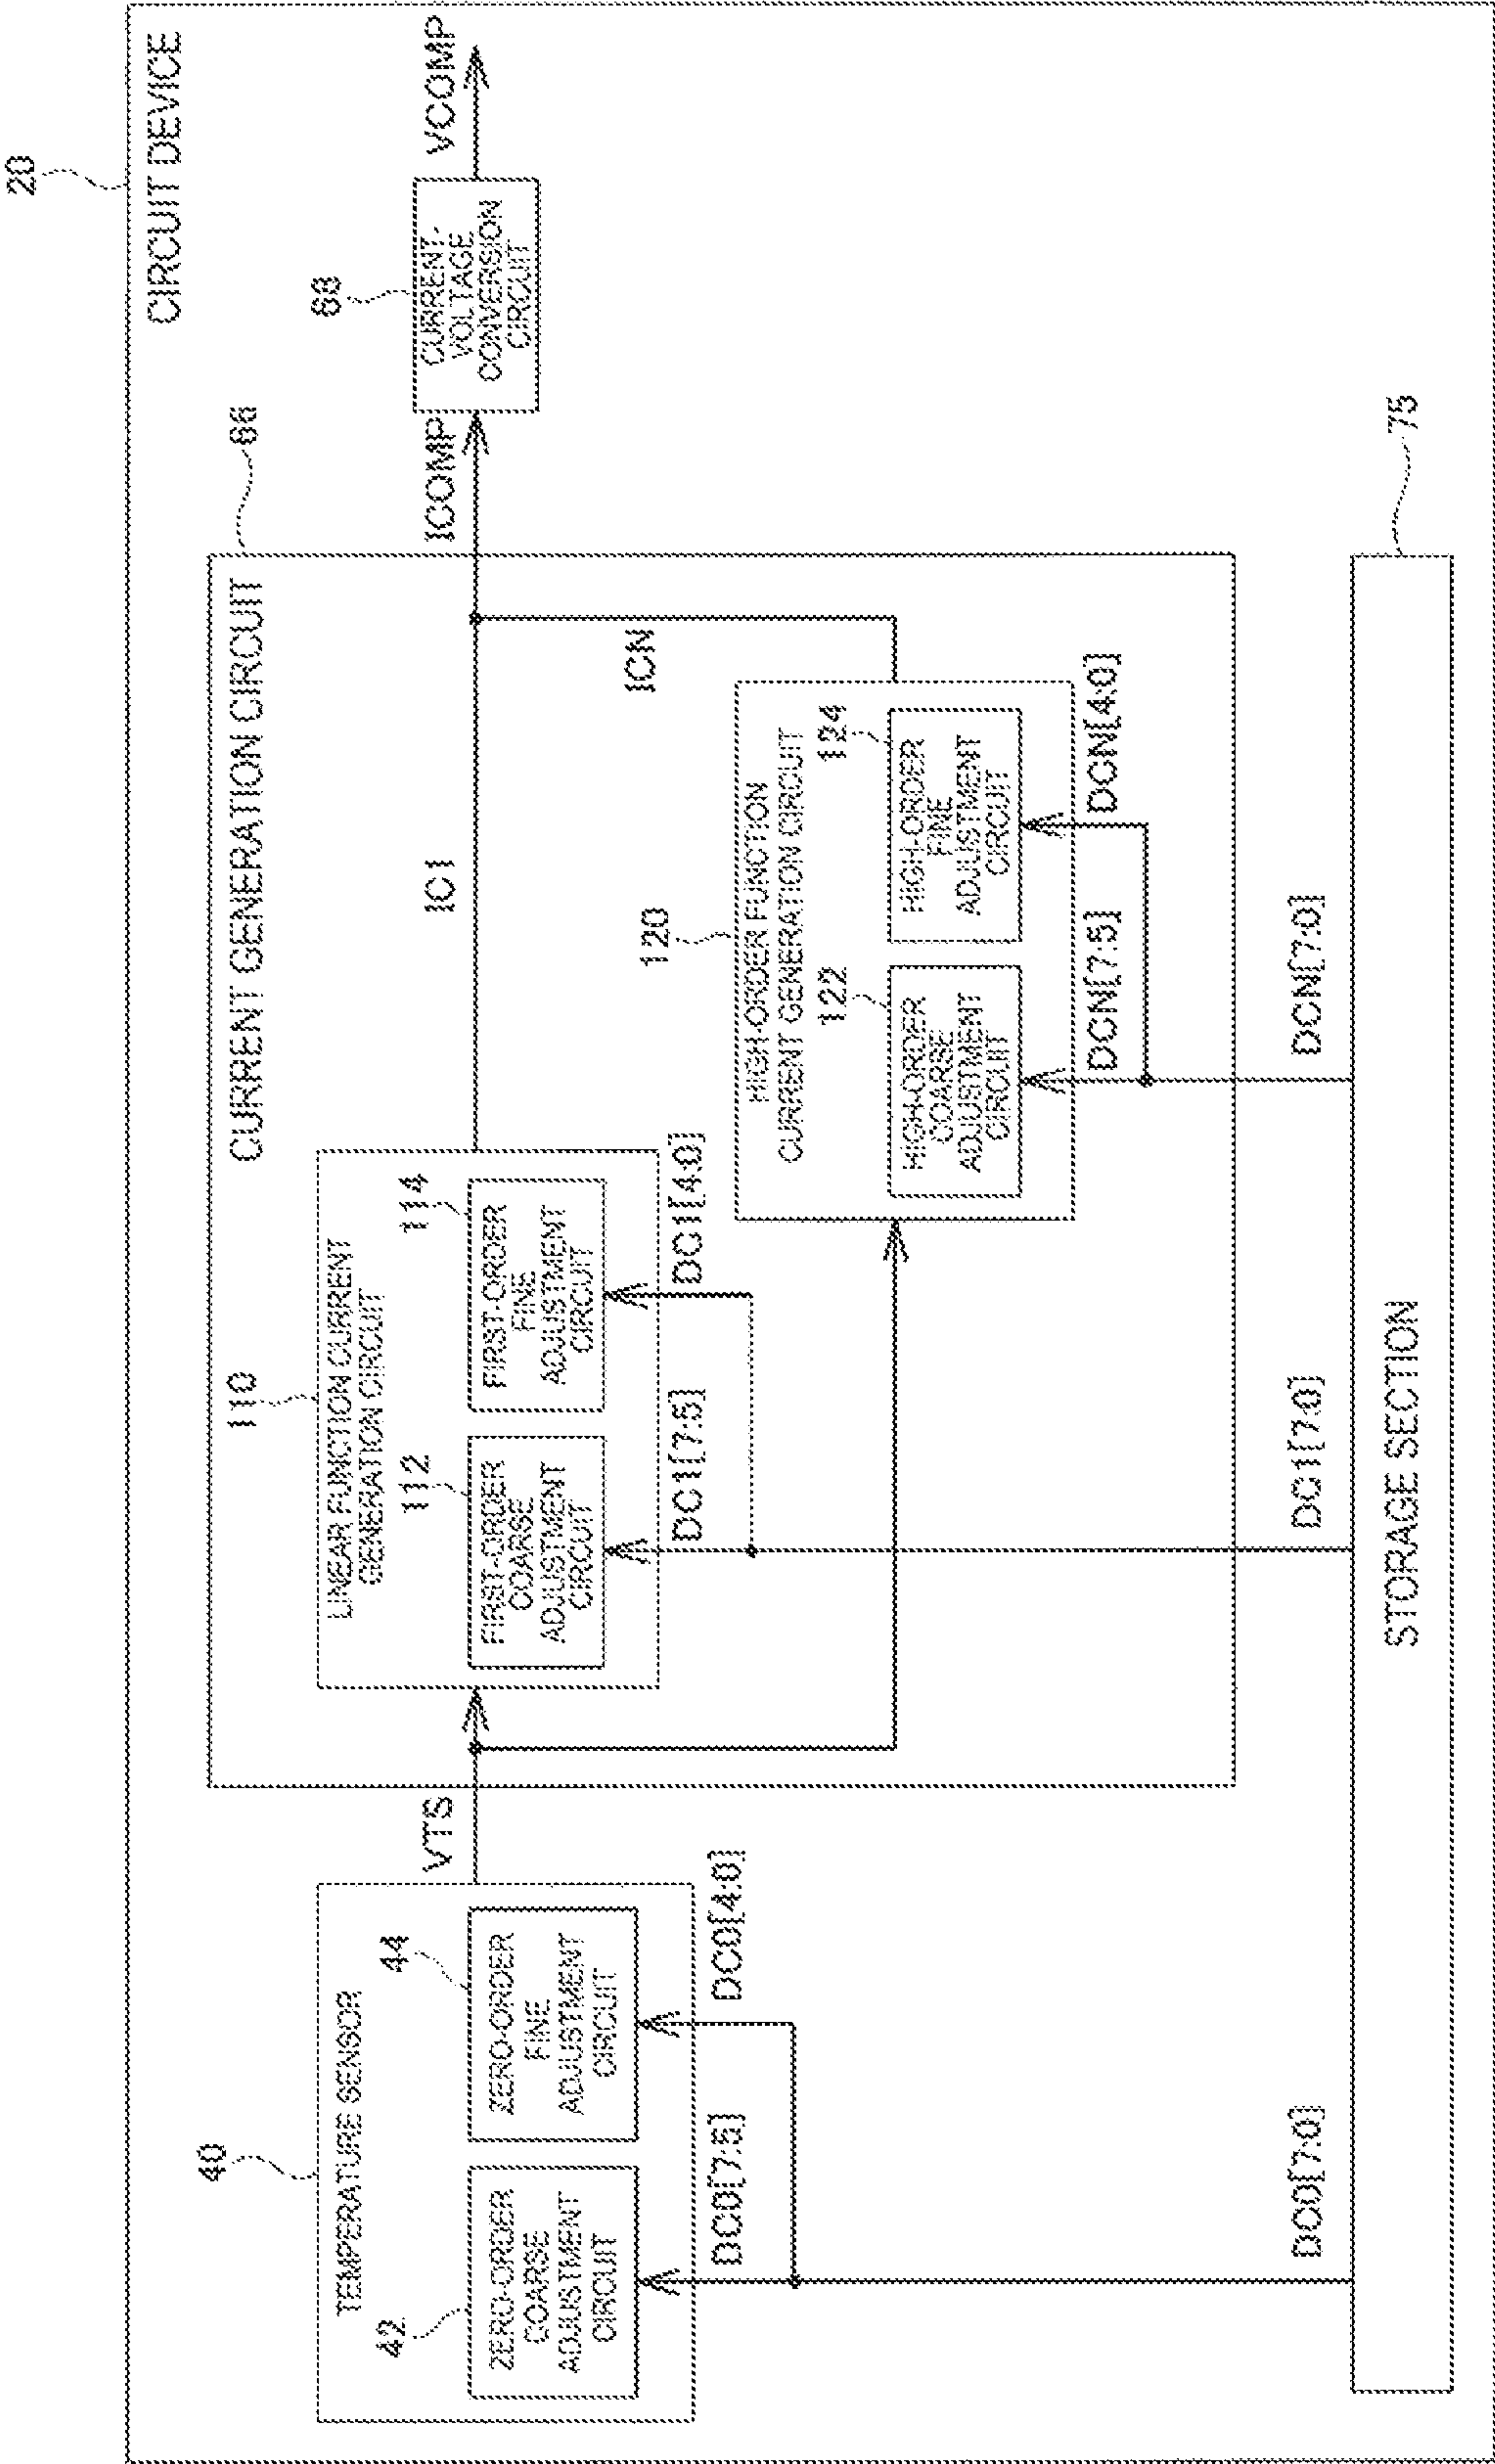 20
CIRCUIT DEVICE
40
TEMPERATURE SENSOR
42
44
ZERO-ORDER
COARSE
ADJUSTMENT
CIRCUIT
ZERO-ORDER
FINE
ADJUSTMENT
CIRCUIT
DC0[7:5]
DC0[4:0]
VTS
66
CURRENT GENERATION CIRCUIT
110
LINEAR FUNCTION CURRENT
GENERATION CIRCUIT
112
114
FIRST-ORDER
COARSE
ADJUSTMENT
CIRCUIT
FIRST-ORDER
FINE
ADJUSTMENT
CIRCUIT
DC1[7:5]
DC1[4:0]
IC1
120
HIGH-ORDER FUNCTION
CURRENT GENERATION CIRCUIT
122
124
HIGH-ORDER
COARSE
ADJUSTMENT
CIRCUIT
HIGH-ORDER
FINE
ADJUSTMENT
CIRCUIT
DCN[7:5]
DCN[4:0]
ICN
ICOMP
68
CURRENT-
VOLTAGE
CONVERSION
CIRCUIT
VCOMP
DC0[7:0]
DC1[7:0]
DCN[7:0]
75
STORAGE SECTION